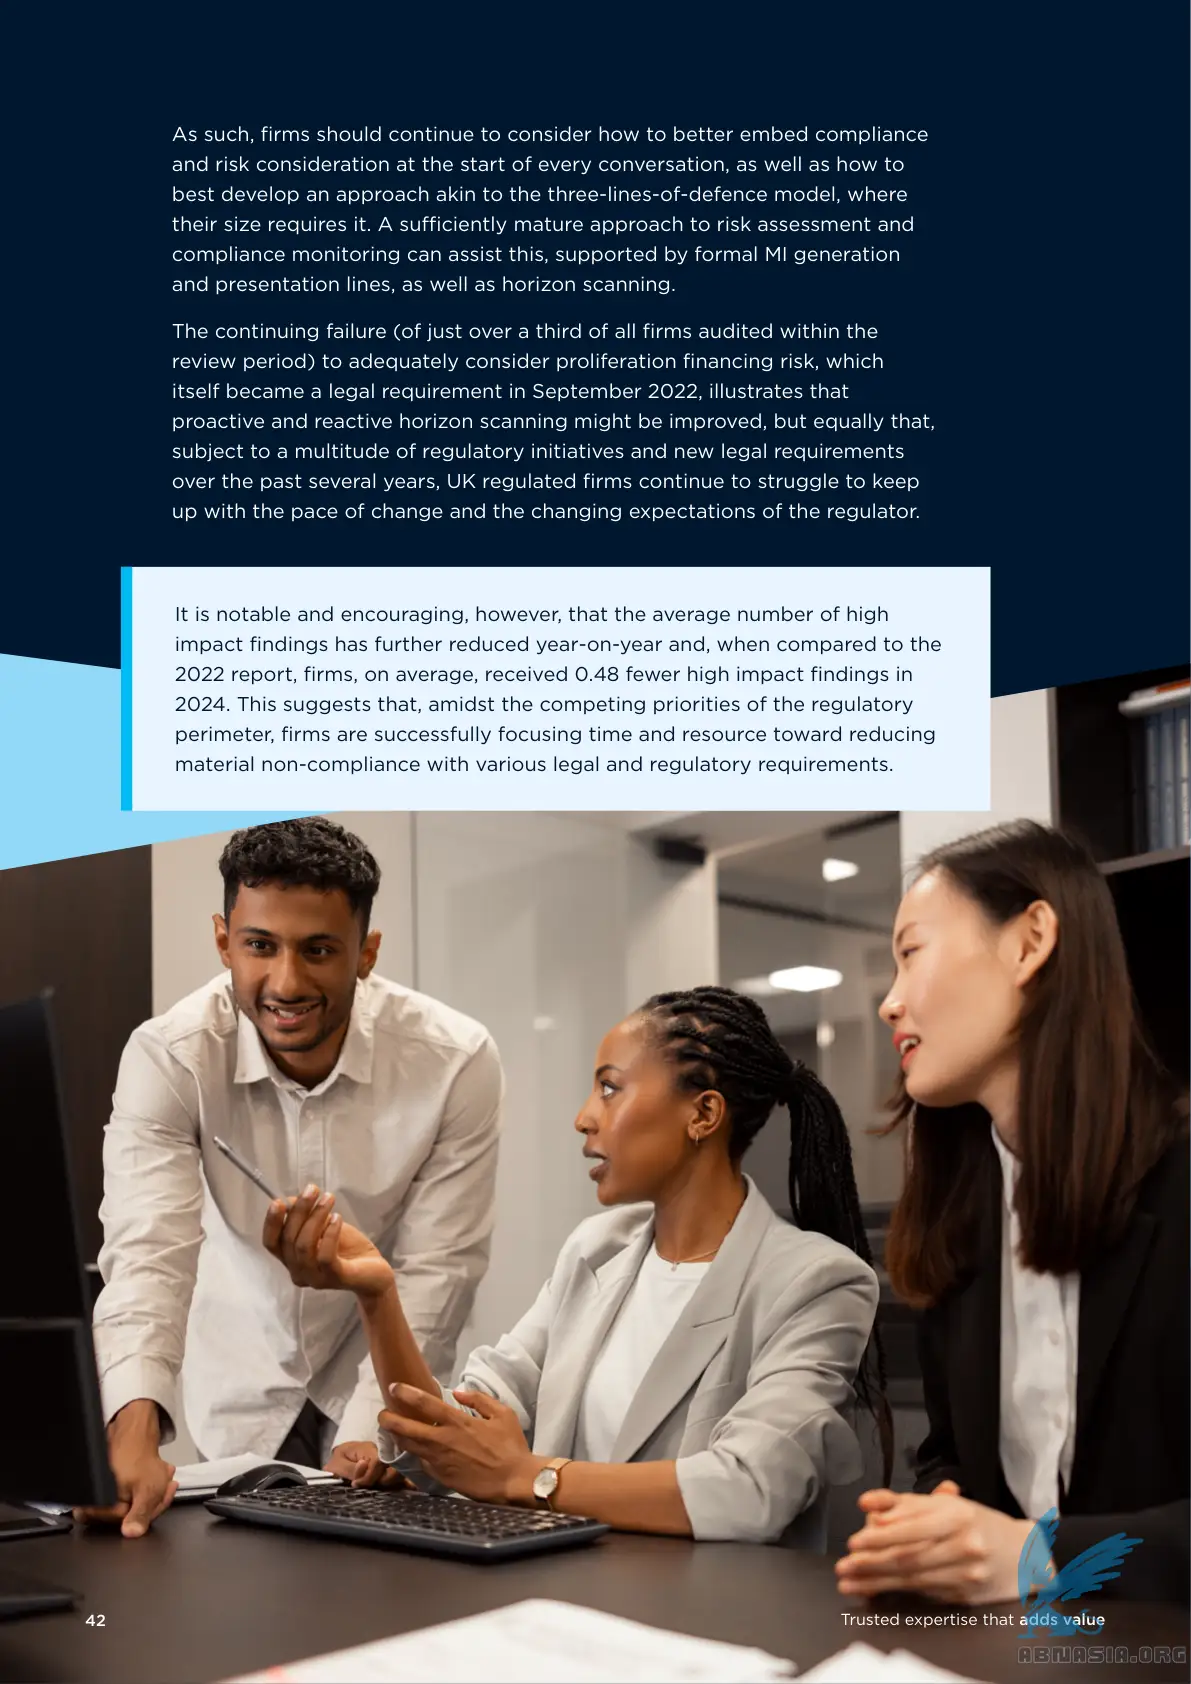 As such, firms should continue to consider how to better embed compliance
and risk consideration at the start of every conversation, as well as how to
best develop an approach akin to the three-lines-of-defence model, where
their size requires it. A sufficiently mature approach to risk assessment and
compliance monitoring can assist this, supported by formal MI generation
and presentation lines, as well as horizon scanning.
The continuing failure (of just over a third of all firms audited within the
review period) to adequately consider proliferation financing risk, which
itself became a legal requirement in September 2022, illustrates that
proactive and reactive horizon scanning might be improved, but equally that,
subject to a multitude of regulatory initiatives and new legal requirements
over the past several years, UK regulated firms continue to struggle to keep
up with the pace of change and the changing expectations of the regulator.
It is notable and encouraging, however, that the average number of high
impact findings has further reduced year-on-year and, when compared to the
2022 report, firms, on average, received 0.48 fewer high impact findings in
2024. This suggests that, amidst the competing priorities of the regulatory
perimeter, firms are successfully focusing time and resource toward reducing
material non-compliance with various legal and regulatory requirements.
42
Trusted expertise that adds value
ABNASIA.ORG